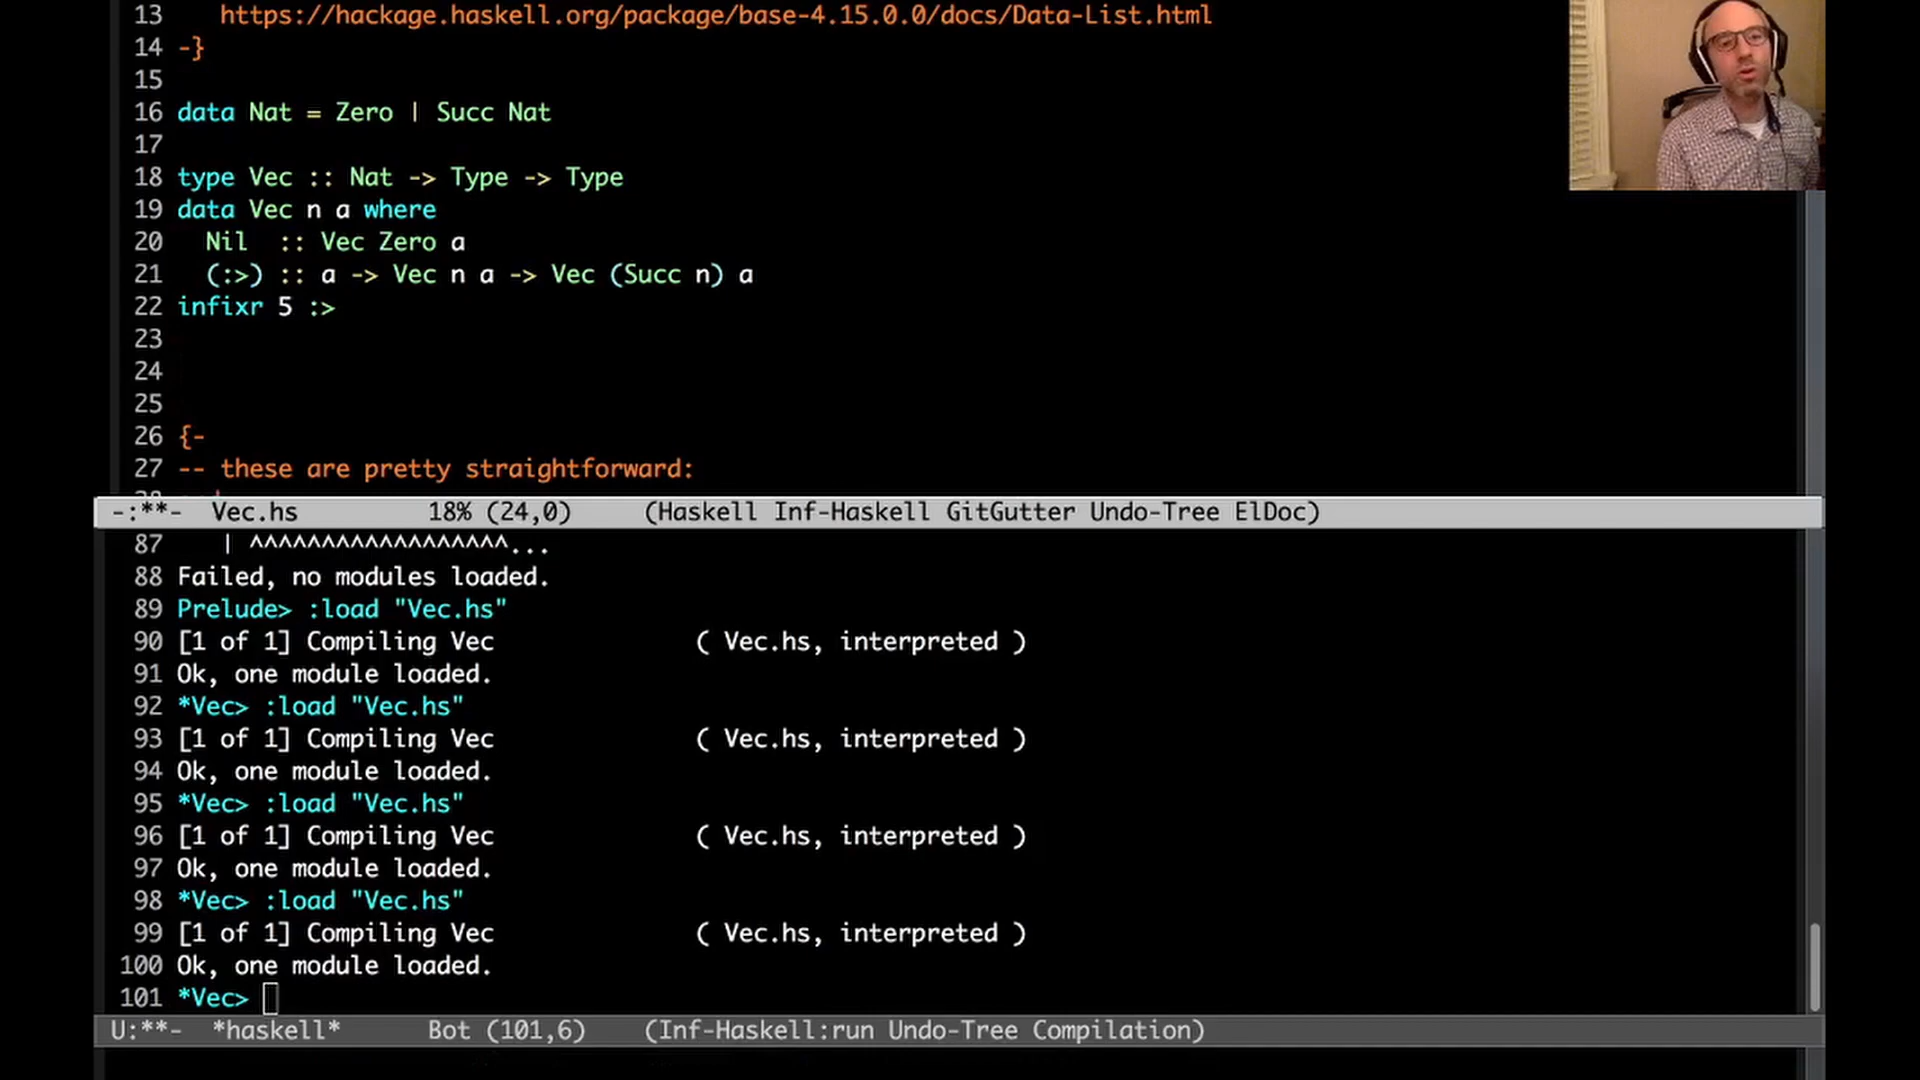 13 https://hackage.haskell.org/package/base-4.15.0.0/docs/Data-List.html
14 -}
15
16 data Nat = Zero | Succ Nat
17
18 type Vec :: Nat -> Type -> Type
19 data Vec n a where
20 Nil :: Vec Zero a
21 (:>) :: a -> Vec n a -> Vec (Succ n) a
22 infixr 5 :>
23
24
25
26 {-
27 -- these are pretty straightforward:
-:**- Vec.hs 18% (24,0) (Haskell Inf-Haskell GitGutter Undo-Tree ElDoc)
87 | ^^^^^^^^^^^^^^^^^^...
88 Failed, no modules loaded.
89 Prelude> :load "Vec.hs"
90 [1 of 1] Compiling Vec ( Vec.hs, interpreted )
91 Ok, one module loaded.
92 *Vec> :load "Vec.hs"
93 [1 of 1] Compiling Vec ( Vec.hs, interpreted )
94 Ok, one module loaded.
95 *Vec> :load "Vec.hs"
96 [1 of 1] Compiling Vec ( Vec.hs, interpreted )
97 Ok, one module loaded.
98 *Vec> :load "Vec.hs"
99 [1 of 1] Compiling Vec ( Vec.hs, interpreted )
100 Ok, one module loaded.
101 *Vec>
U:**- *haskell* Bot (101,6) (Inf-Haskell:run Undo-Tree Compilation)